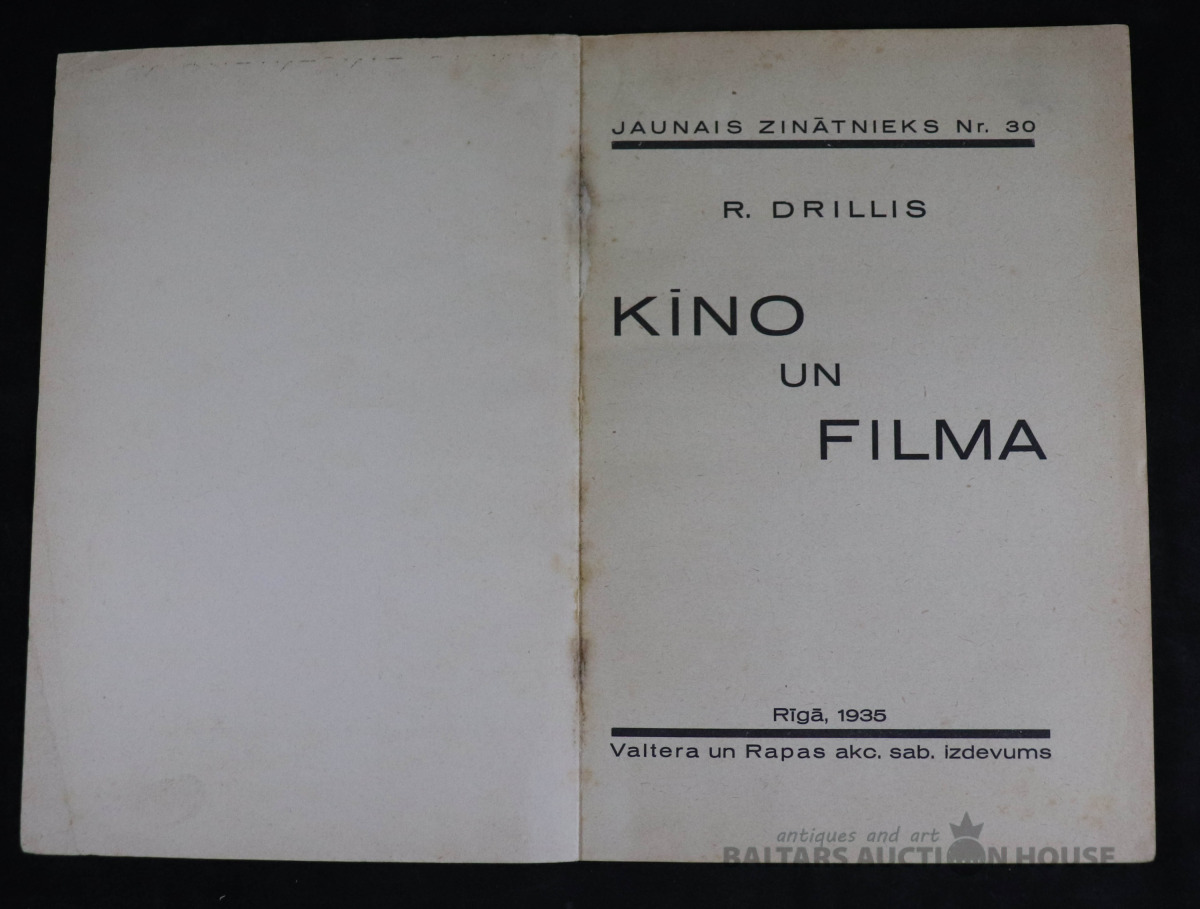 JAUNAIS ZINĀTNIEKS Nr. 30
R. DRILLIS
KĪNO
UN
FILMA
Rīgā, 1935
Valtera un Rapas akc. sab. izdevums
antiques and art
BALTARS AUCTION HOUSE